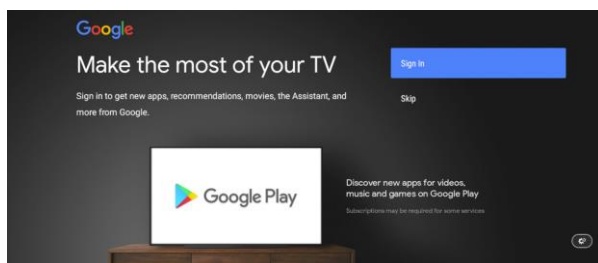 Google
Make the most of your TV
Sign in to get new apps, recommendations, movies, the Assistant, and
more from Google.
Sign In
Skip
Google Play
Discover new apps for videos,
music and games on Google Play
Subscriptions may be required for some services